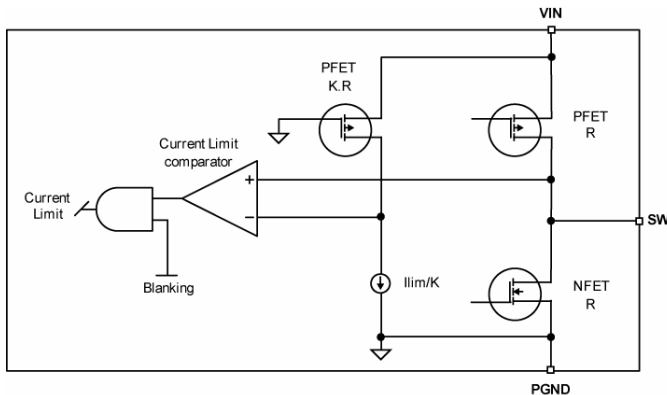 VIN
PFET
K.R
PFET
R
Current Limit
comparator
+
−
Current
Limit
Blanking
SW
Ilim/K
NFET
R
PGND